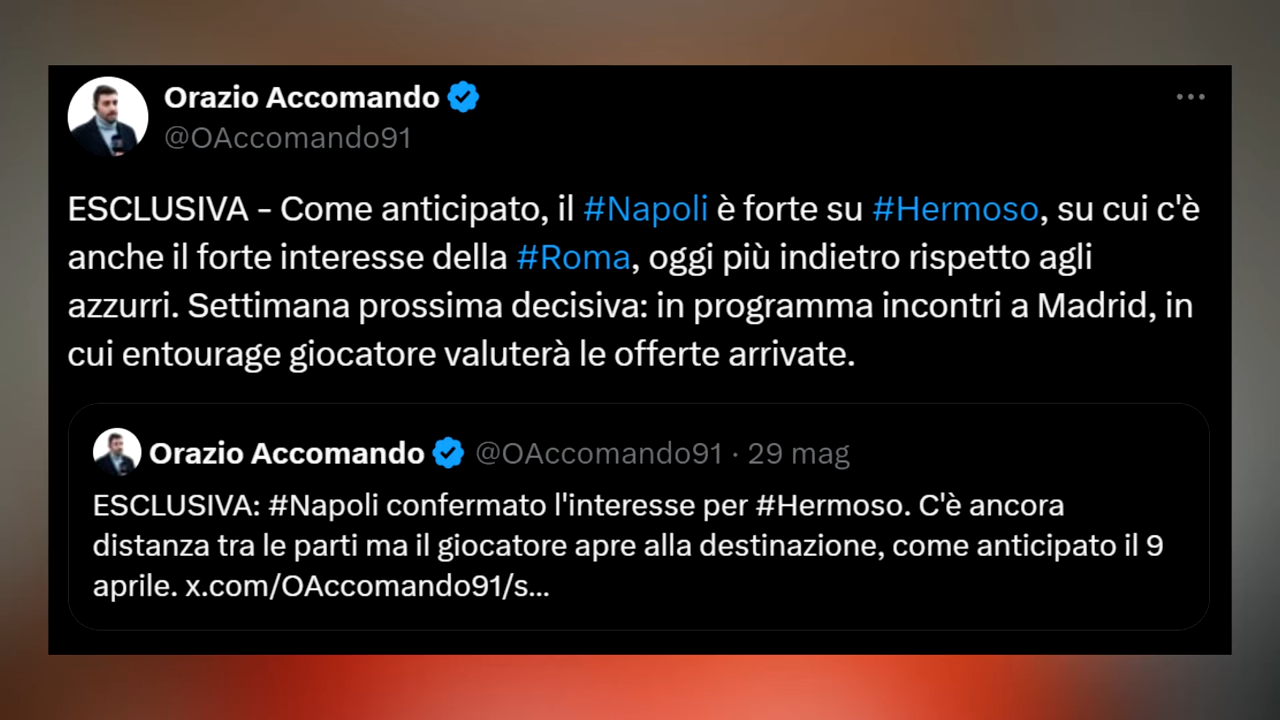 Orazio Accomando
@OAccomando91
ESCLUSIVA – Come anticipato, il #Napoli è forte su #Hermoso, su cui c'è
anche il forte interesse della #Roma, oggi più indietro rispetto agli
azzurri. Settimana prossima decisiva: in programma incontri a Madrid, in
cui entourage giocatore valuterà le offerte arrivate.
Orazio Accomando @OAccomando91 · 29 mag
ESCLUSIVA: #Napoli confermato l'interesse per #Hermoso. C'è ancora
distanza tra le parti ma il giocatore apre alla destinazione, come anticipato il 9
aprile. x.com/OAccomando91/s...